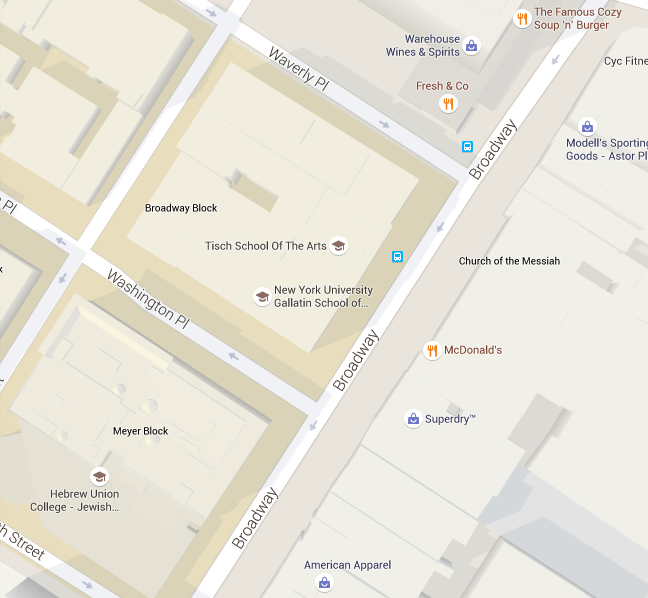 The Famous Cozy
Soup 'n' Burger
Warehouse
Wines & Spirits
Cyc Fitne
Waverly Pl
Fresh & Co
Broadway
Modell's Sporting
Goods - Astor Pl
Pl
Broadway Block
Tisch School Of The Arts
Church of the Messiah
New York University
Gallatin School of...
Washington Pl
Broadway
McDonald's
Superdry™
Meyer Block
Hebrew Union
College - Jewish...
Broadway
th Street
American Apparel